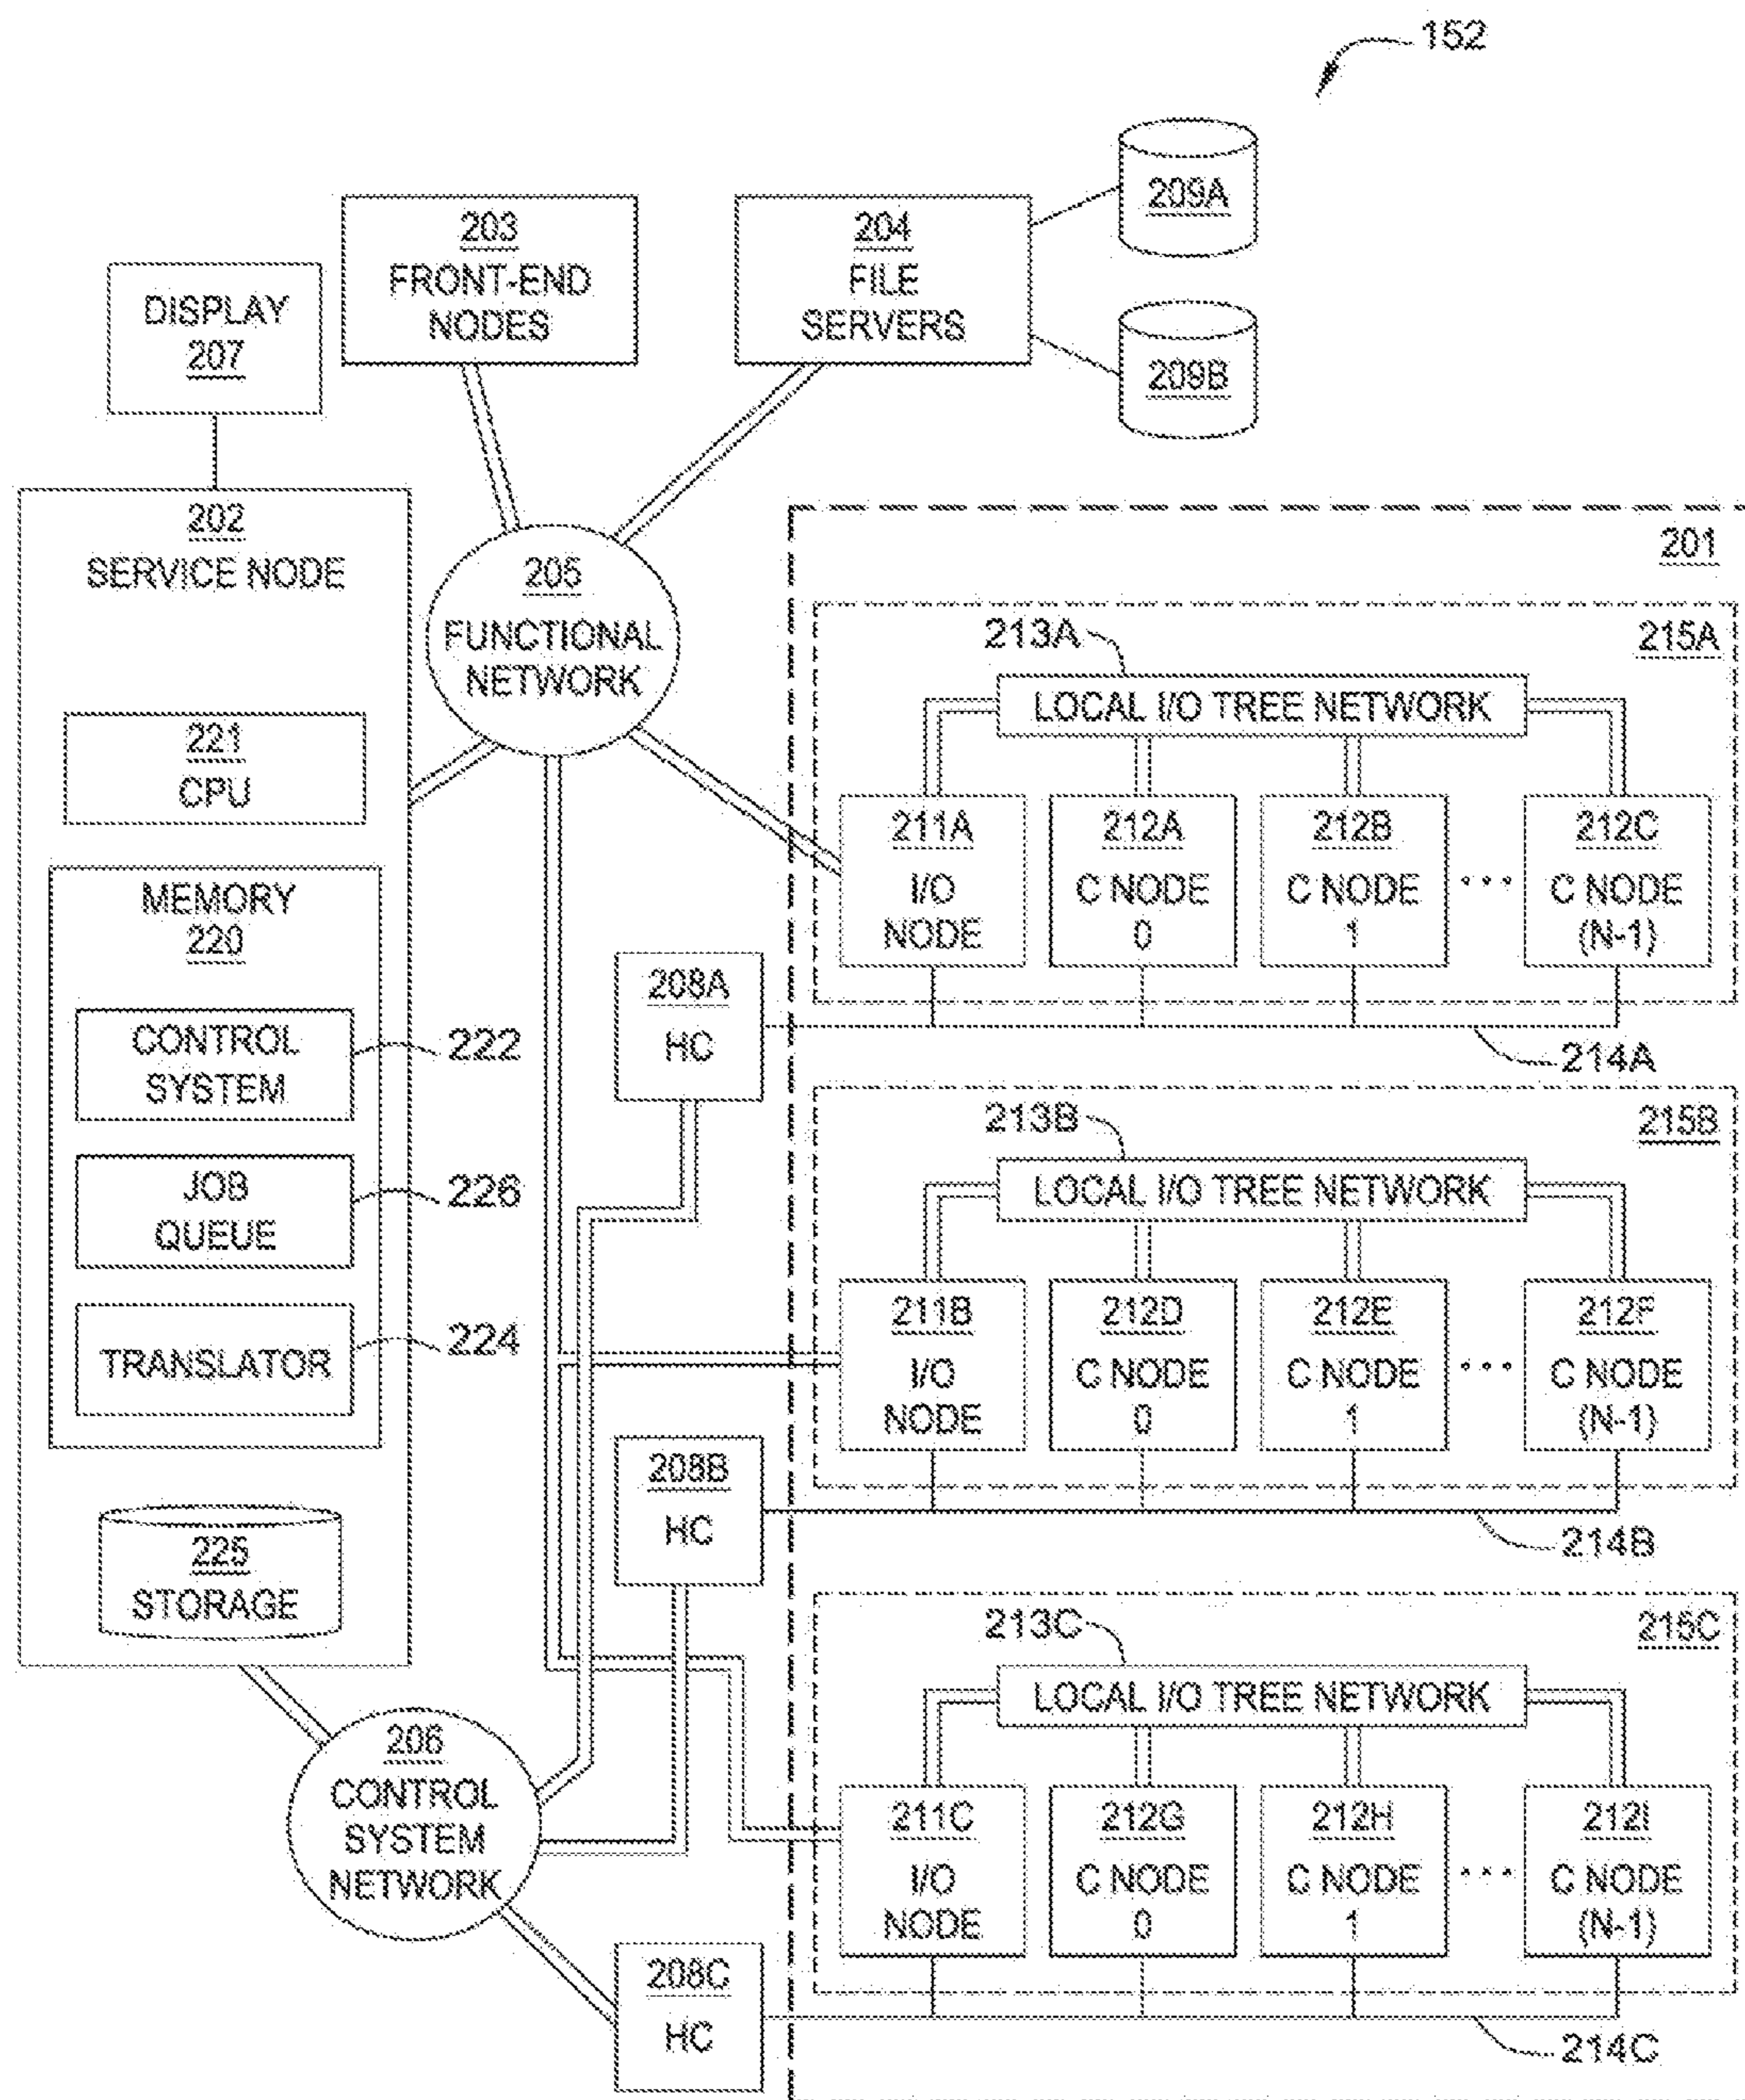 152
209A
203
FRONT-END
NODES
204
FILE
SERVERS
DISPLAY
207
209B
202
SERVICE NODE
205
FUNCTIONAL
NETWORK
201
221
CPU
213A
215A
LOCAL I/O TREE NETWORK
211A
I/O
NODE
212A
C NODE
0
212B
C NODE
1
...
212C
C NODE
(N-1)
MEMORY
220
CONTROL
SYSTEM
222
JOB
QUEUE
226
TRANSLATOR
224
208A
HC
214A
213B
215B
LOCAL I/O TREE NETWORK
211B
I/O
NODE
212D
C NODE
0
212E
C NODE
1
...
212F
C NODE
(N-1)
208B
HC
214B
225
STORAGE
213C
215C
LOCAL I/O TREE NETWORK
206
CONTROL
SYSTEM
NETWORK
211C
I/O
NODE
212G
C NODE
0
212H
C NODE
1
...
212I
C NODE
(N-1)
208C
HC
214C